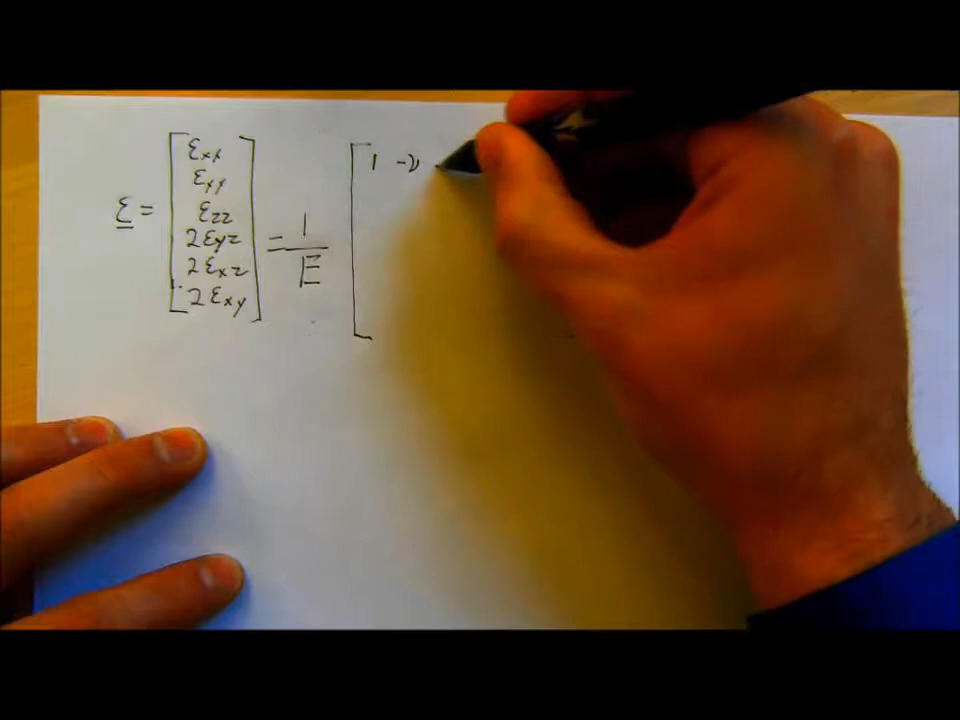 ε = [ εxx
εyy
εzz
2εyz
2εxz
2εxy ] = 1/E [ 1 -ν